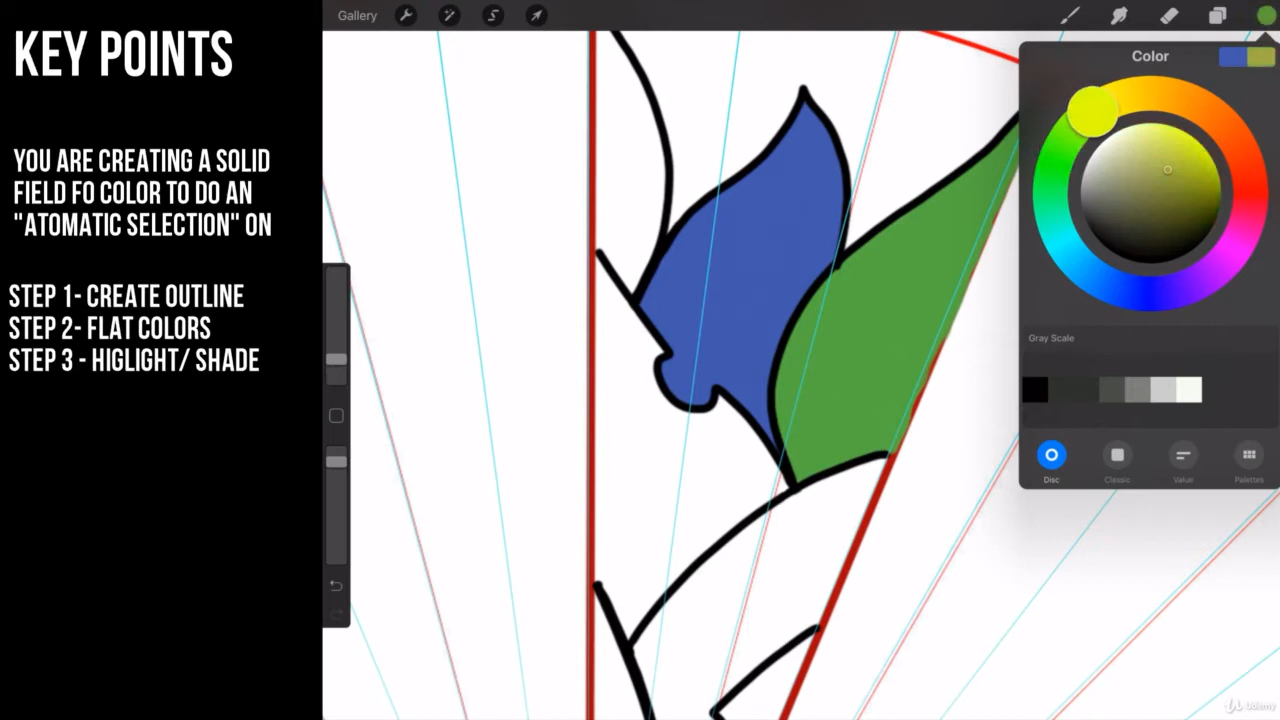 KEY POINTS
YOU ARE CREATING A SOLID
FIELD FO COLOR TO DO AN
"ATOMATIC SELECTION" ON
STEP 1- CREATE OUTLINE
STEP 2- FLAT COLORS
STEP 3 - HIGLIGHT/ SHADE
Gallery
Color
Gray Scale
Disc Classic Value Palettes
Udemy